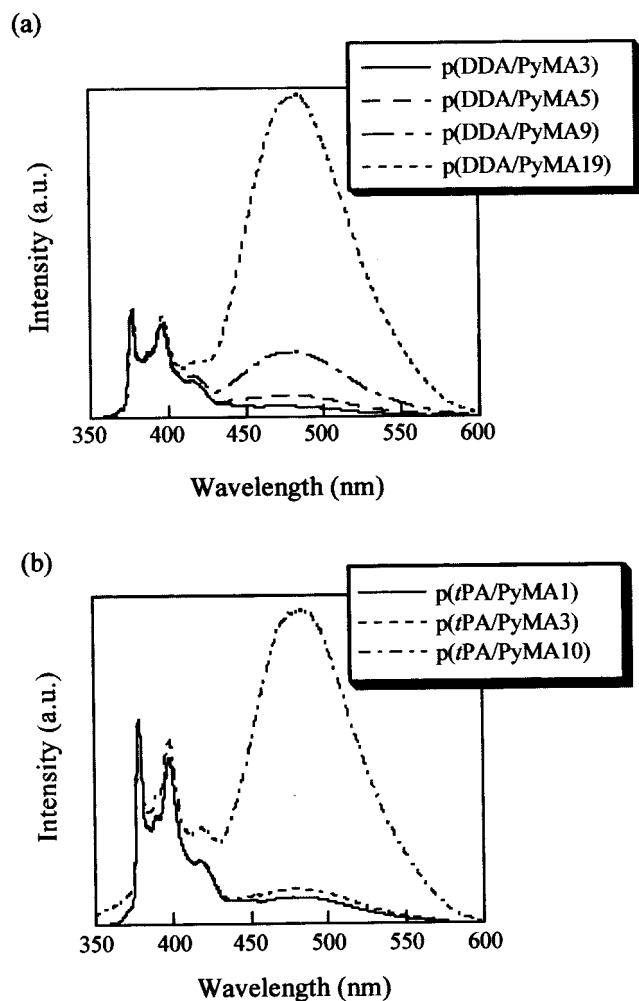 (a)
p(DDA/PyMA3)
p(DDA/PyMA5)
p(DDA/PyMA9)
p(DDA/PyMA19)
Intensity (a.u.)
350 400 450 500 550 600
Wavelength (nm)
(b)
p(tPA/PyMA1)
p(tPA/PyMA3)
p(tPA/PyMA10)
Intensity (a.u.)
350 400 450 500 550 600
Wavelength (nm)